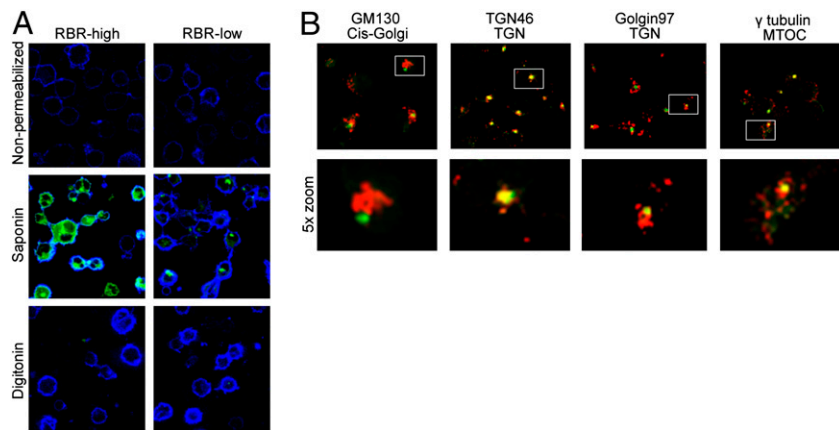 A
RBR-high
RBR-low
Non-permeabilized
Saponin
Digitonin
B
GM130
Cis-Golgi
TGN46
TGN
Golgin97
TGN
γ tubulin
MTOC
5x zoom